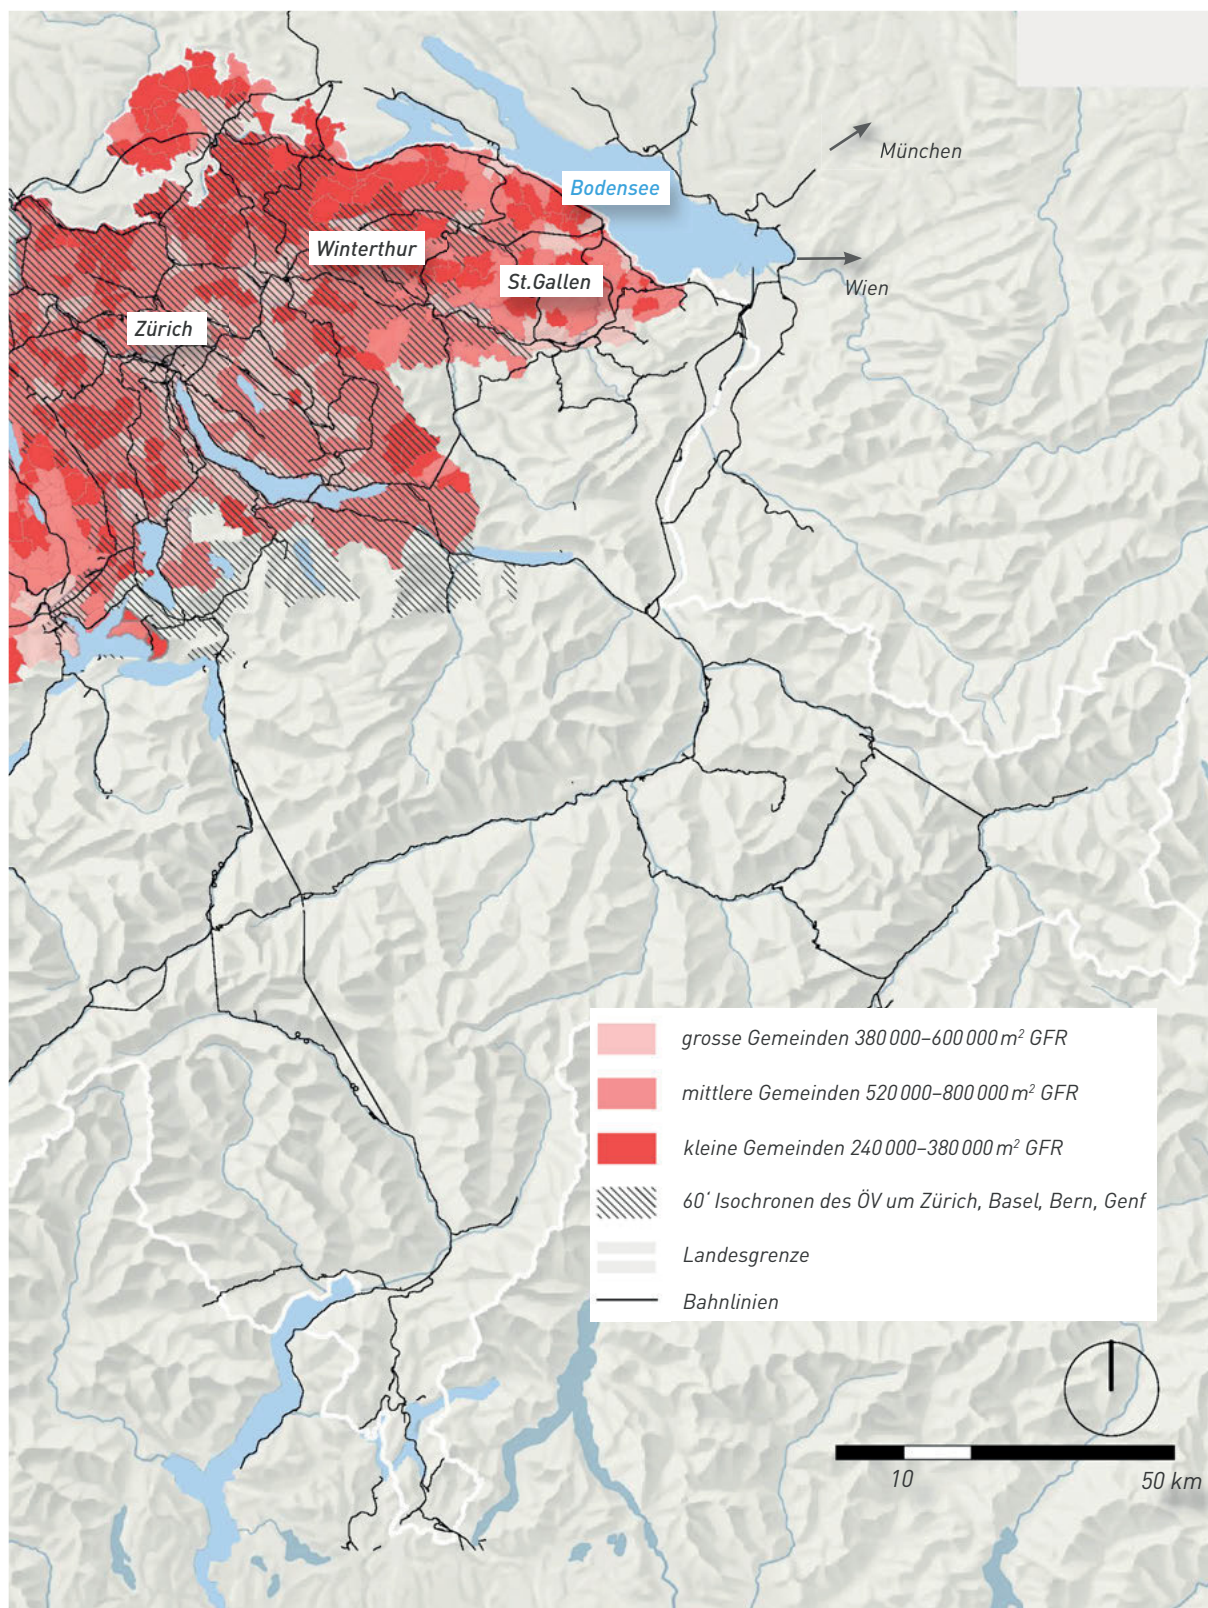 München
Bodensee
Winterthur
St.Gallen
Wien
Zürich
grosse Gemeinden 380 000–600 000 m² GFR
mittlere Gemeinden 520 000–800 000 m² GFR
kleine Gemeinden 240 000–380 000 m² GFR
60´ Isochronen des ÖV um Zürich, Basel, Bern, Genf
Landesgrenze
Bahnlinien
10
50 km